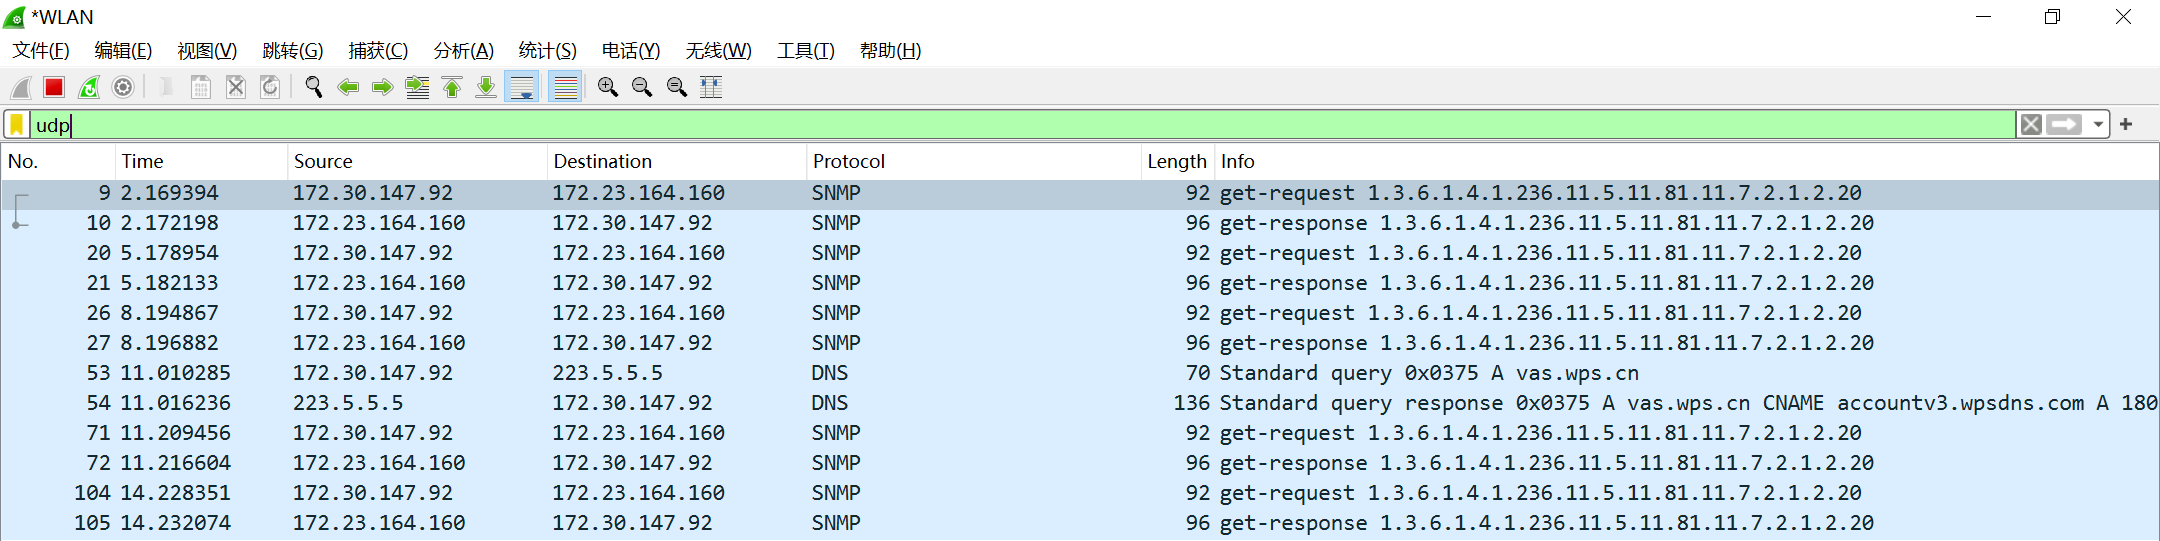 *WLAN
文件(F) 编辑(E) 视图(V) 跳转(G) 捕获(C) 分析(A) 统计(S) 电话(Y) 无线(W) 工具(T) 帮助(H)
udp
No. Time Source Destination Protocol Length Info
9 2.169394 172.30.147.92 172.23.164.160 SNMP 92 get-request 1.3.6.1.4.1.236.11.5.11.81.11.7.2.1.2.20
10 2.172198 172.23.164.160 172.30.147.92 SNMP 96 get-response 1.3.6.1.4.1.236.11.5.11.81.11.7.2.1.2.20
20 5.178954 172.30.147.92 172.23.164.160 SNMP 92 get-request 1.3.6.1.4.1.236.11.5.11.81.11.7.2.1.2.20
21 5.182133 172.23.164.160 172.30.147.92 SNMP 96 get-response 1.3.6.1.4.1.236.11.5.11.81.11.7.2.1.2.20
26 8.194867 172.30.147.92 172.23.164.160 SNMP 92 get-request 1.3.6.1.4.1.236.11.5.11.81.11.7.2.1.2.20
27 8.196882 172.23.164.160 172.30.147.92 SNMP 96 get-response 1.3.6.1.4.1.236.11.5.11.81.11.7.2.1.2.20
53 11.010285 172.30.147.92 223.5.5.5 DNS 70 Standard query 0x0375 A vas.wps.cn
54 11.016236 223.5.5.5 172.30.147.92 DNS 136 Standard query response 0x0375 A vas.wps.cn CNAME accountv3.wpsdns.com A 180
71 11.209456 172.30.147.92 172.23.164.160 SNMP 92 get-request 1.3.6.1.4.1.236.11.5.11.81.11.7.2.1.2.20
72 11.216604 172.23.164.160 172.30.147.92 SNMP 96 get-response 1.3.6.1.4.1.236.11.5.11.81.11.7.2.1.2.20
104 14.228351 172.30.147.92 172.23.164.160 SNMP 92 get-request 1.3.6.1.4.1.236.11.5.11.81.11.7.2.1.2.20
105 14.232074 172.23.164.160 172.30.147.92 SNMP 96 get-response 1.3.6.1.4.1.236.11.5.11.81.11.7.2.1.2.20